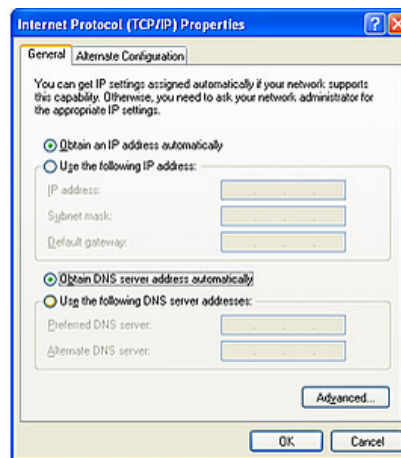 Internet Protocol (TCP/IP) Properties
General Alternate Configuration
You can get IP settings assigned automatically if your network supports
this capability. Otherwise, you need to ask your network administrator for
the appropriate IP settings.
Obtain an IP address automatically
Use the following IP address:
IP address:
Subnet mask:
Default gateway:
Obtain DNS server address automatically
Use the following DNS server addresses:
Preferred DNS server:
Alternate DNS server:
Advanced...
OK Cancel